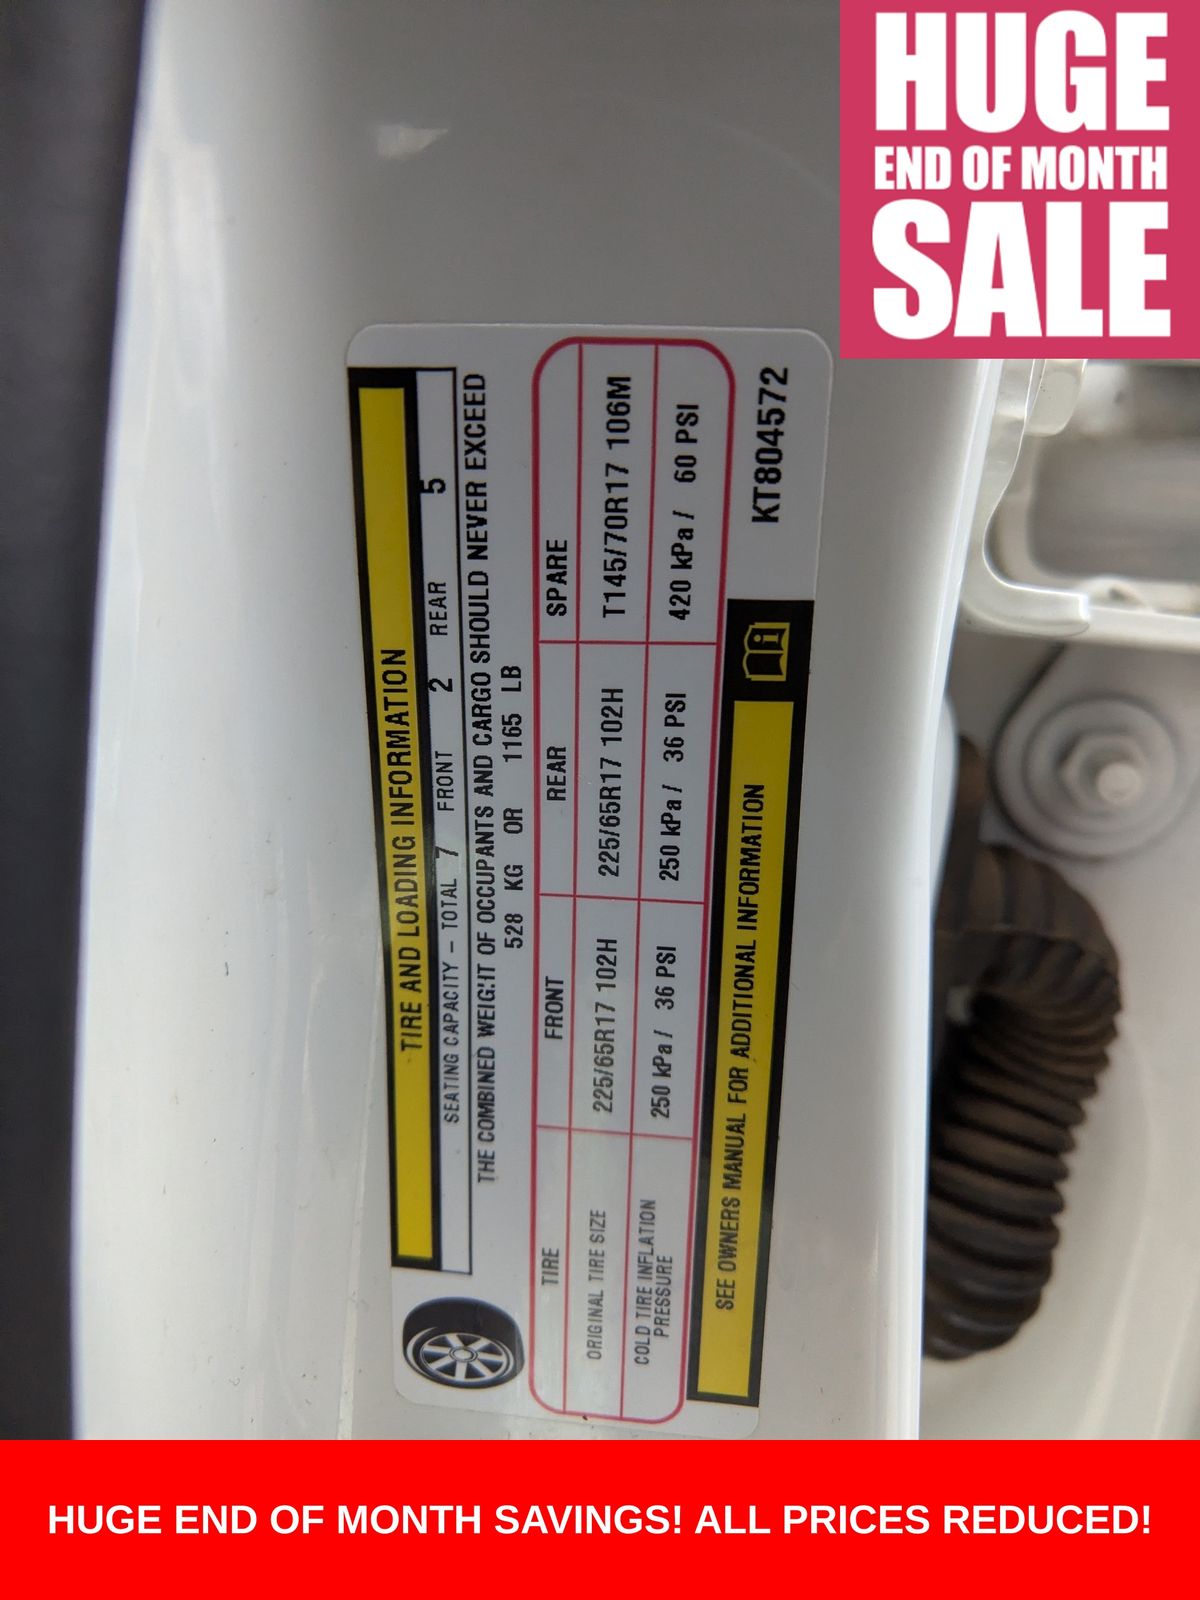 HUGE
END OF MONTH
SALE
TIRE AND LOADING INFORMATION
SEATING CAPACITY – TOTAL 7 FRONT 2 REAR 5
THE COMBINED WEIGHT OF OCCUPANTS AND CARGO SHOULD NEVER EXCEED
528 KG OR 1165 LB
TIRE FRONT REAR SPARE
ORIGINAL TIRE SIZE 225/65R17 102H 225/65R17 102H T145/70R17 106M
COLD TIRE INFLATION PRESSURE 250 kPa / 36 PSI 250 kPa / 36 PSI 420 kPa / 60 PSI
SEE OWNERS MANUAL FOR ADDITIONAL INFORMATION
KT804572
HUGE END OF MONTH SAVINGS! ALL PRICES REDUCED!